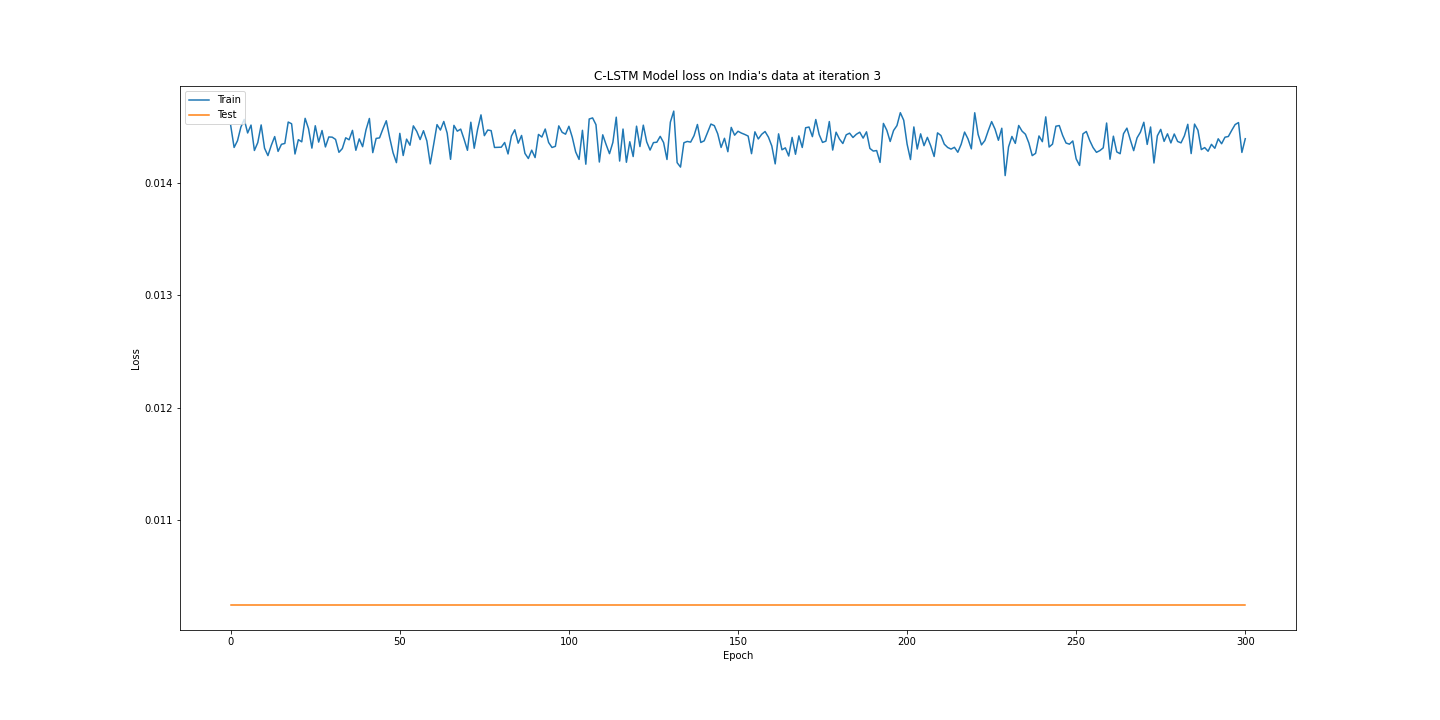 C-LSTM Model loss on India's data at iteration 3
Train
Test
0.014
0.013
0.012
0.011
Loss
0
50
100
150
200
250
300
Epoch